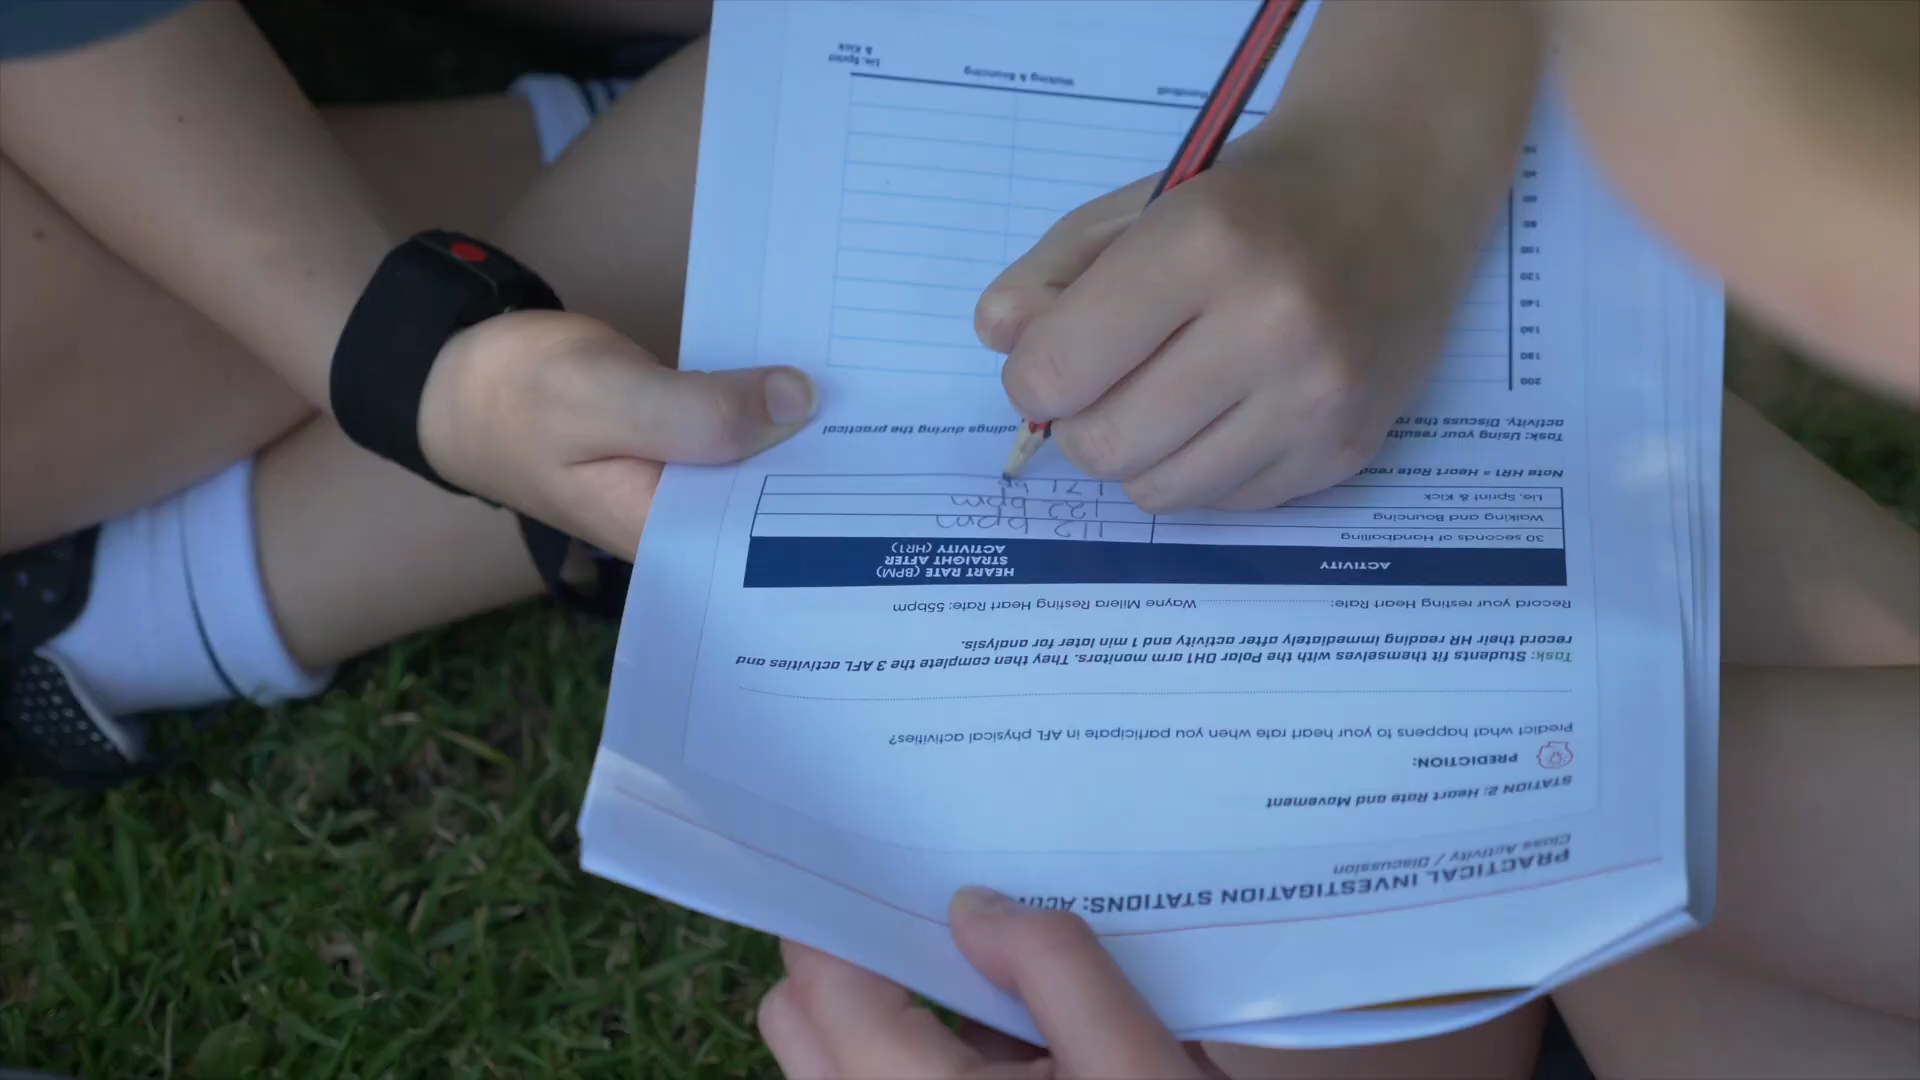 PRACTICAL INVESTIGATION STATIONS:
Class Activity / Discussion
STATION 2: Heart Rate and Movement
PREDICTION:
Predict what happens to your heart rate when you participate in AFL physical activities?
Task: Students fit themselves with the Polar OH1 arm monitors. They then complete the 3 AFL activities and
record their HR reading immediately after activity and 1 min later for analysis.
Record your resting Heart Rate: Wayne Milera Resting Heart Rate: 55bpm
ACTIVITY HEART RATE (BPM)
STRAIGHT AFTER
ACTIVITY (HR1)
30 seconds of Handballing 112 bpm
Walking and Bouncing 122 bpm
Lie, Sprint & Kick 171
Note HR1 = Heart Rate
Task: Using your results during the practical
activity. Discuss the
200
180
160
140
120
100
80
60
40
Handball Walking & Bouncing Lie, Sprint
& Kick